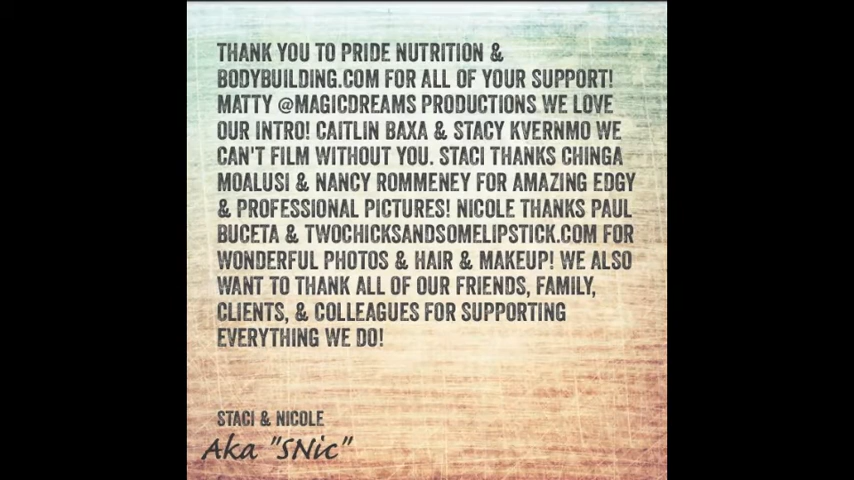 THANK YOU TO PRIDE NUTRITION &
BODYBUILDING.COM FOR ALL OF YOUR SUPPORT!
MATTY @MAGICDREAMS PRODUCTIONS WE LOVE
OUR INTRO! CAITLIN BAXA & STACY KVERNMO WE
CAN'T FILM WITHOUT YOU. STACI THANKS CHINGA
MOALUSI & NANCY ROMMENEY FOR AMAZING EDGY
& PROFESSIONAL PICTURES! NICOLE THANKS PAUL
BUCETA & TWOCHICKSANDSOMELIPSTICK.COM FOR
WONDERFUL PHOTOS & HAIR & MAKEUP! WE ALSO
WANT TO THANK ALL OF OUR FRIENDS, FAMILY,
CLIENTS, & COLLEAGUES FOR SUPPORTING
EVERYTHING WE DO!
STACI & NICOLE
Aka "SNic"